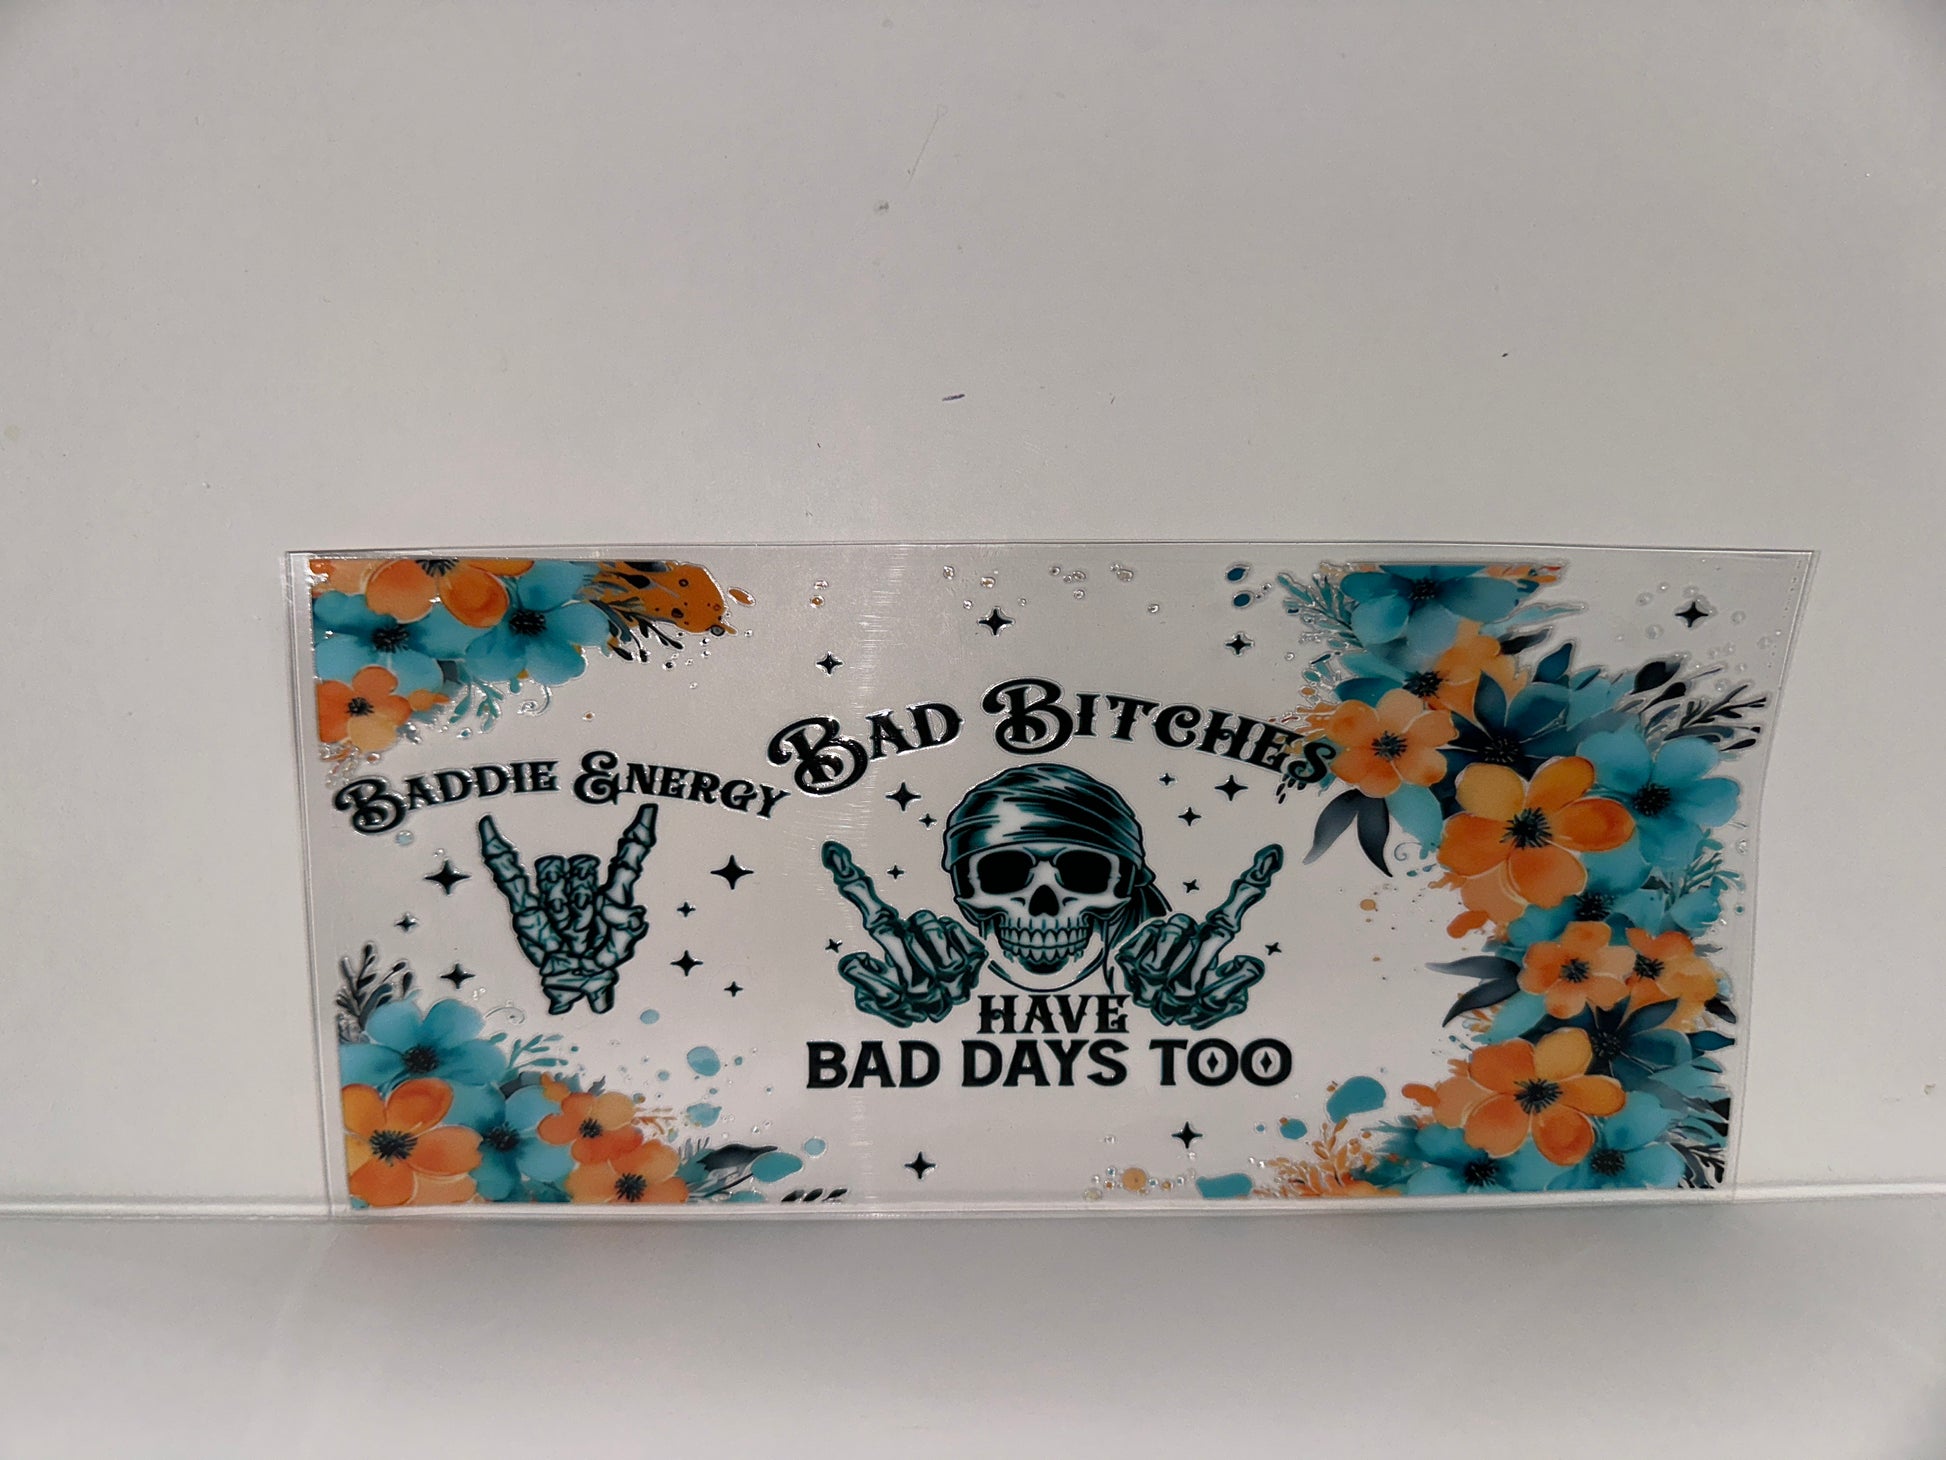 BADDIE ENERGY
BAD BITCHES
HAVE
BAD DAYS TOO